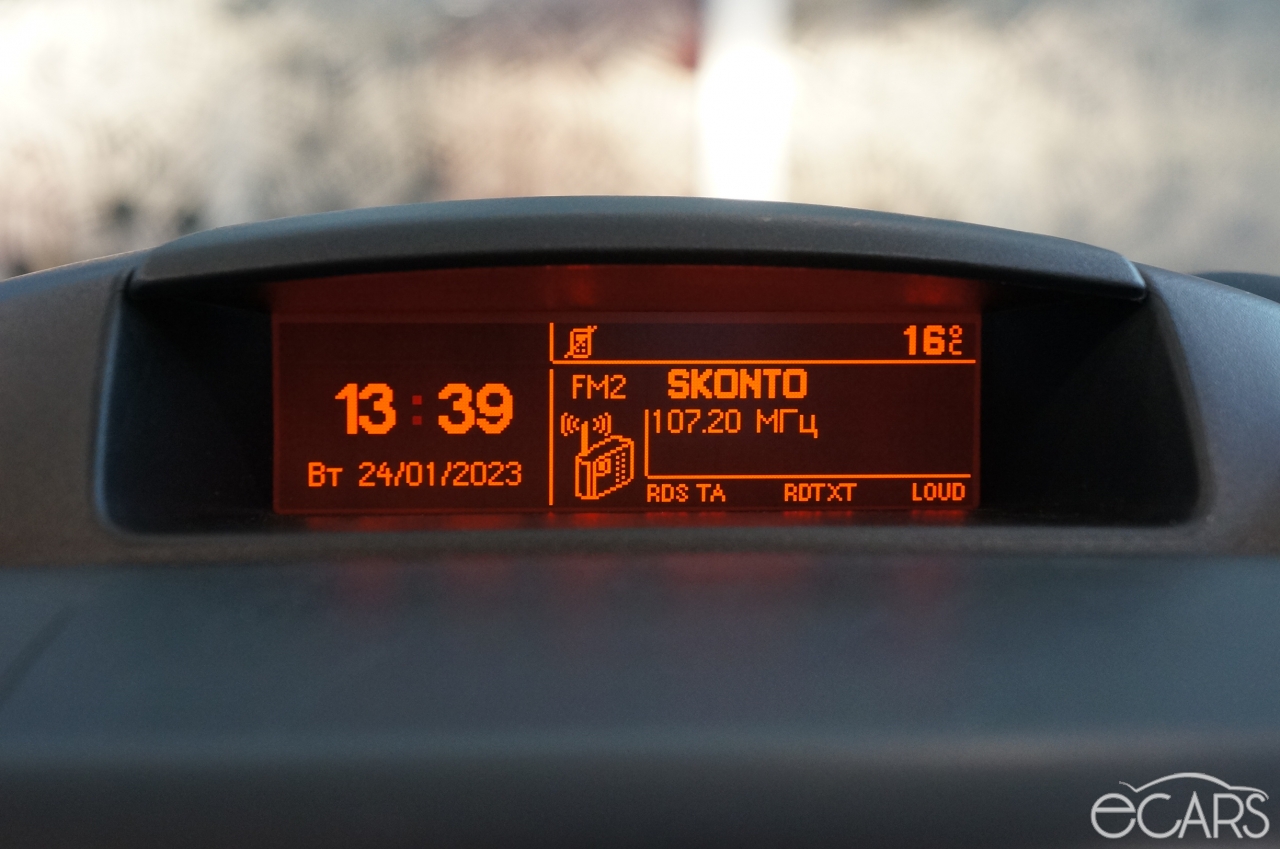 13:39
Вт 24/01/2023
16°C
FM2 SKONTO
107.20 МГц
RDS TA RDTXT LOUD
eCARS